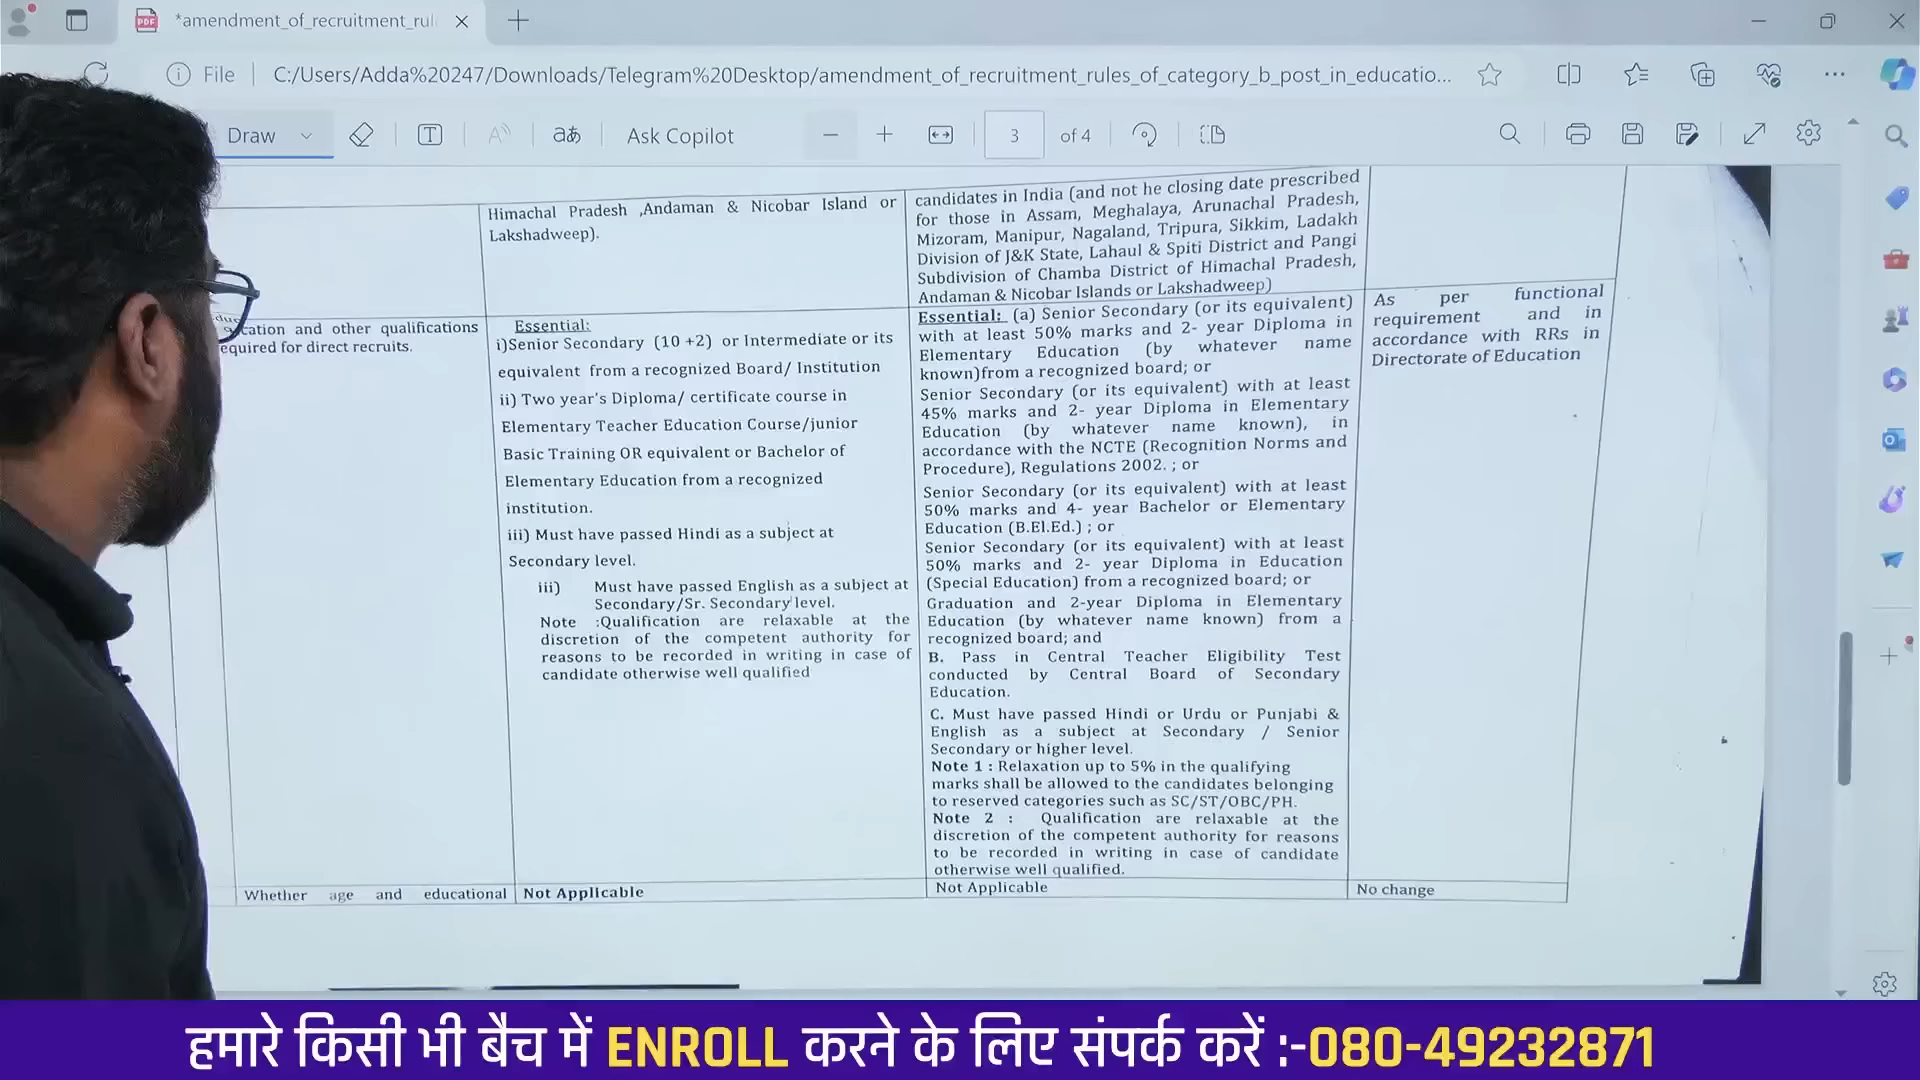 *amendment_of_recruitment_rul
File
C:/Users/Adda%20247/Downloads/Telegram%20Desktop/amendment_of_recruitment_rules_of_category_b_post_in_educatio...
Draw
T
aあ
Ask Copilot
3
of 4
Himachal Pradesh ,Andaman & Nicobar Island or
Lakshadweep).
candidates in India (and not he closing date prescribed
for those in Assam, Meghalaya, Arunachal Pradesh,
Mizoram, Manipur, Nagaland, Tripura, Sikkim, Ladakh
Division of J&K State, Lahaul & Spiti District and Pangi
Subdivision of Chamba District of Himachal Pradesh,
Andaman & Nicobar Islands or Lakshadweep)
and other qualifications
required for direct recruits.
Essential:
i)Senior Secondary (10 +2) or Intermediate or its
equivalent from a recognized Board/ Institution
ii) Two year's Diploma/ certificate course in
Elementary Teacher Education Course/junior
Basic Training OR equivalent or Bachelor of
Elementary Education from a recognized
institution.
iii) Must have passed Hindi as a subject at
Secondary level.
iii) Must have passed English as a subject at
Secondary/Sr. Secondary level.
Note :Qualification are relaxable at the
discretion of the competent authority for
reasons to be recorded in writing in case of
candidate otherwise well qualified
Essential: (a) Senior Secondary (or its equivalent)
with at least 50% marks and 2- year Diploma in
Elementary Education (by whatever name
known)from a recognized board; or
Senior Secondary (or its equivalent) with at least
45% marks and 2- year Diploma in Elementary
Education (by whatever name known), in
accordance with the NCTE (Recognition Norms and
Procedure), Regulations 2002. ; or
Senior Secondary (or its equivalent) with at least
50% marks and 4- year Bachelor or Elementary
Education (B.El.Ed.) ; or
Senior Secondary (or its equivalent) with at least
50% marks and 2- year Diploma in Education
(Special Education) from a recognized board; or
Graduation and 2-year Diploma in Elementary
Education (by whatever name known) from a
recognized board; and
B. Pass in Central Teacher Eligibility Test
conducted by Central Board of Secondary
Education.
C. Must have passed Hindi or Urdu or Punjabi &
English as a subject at Secondary / Senior
Secondary or higher level.
Note 1 : Relaxation up to 5% in the qualifying
marks shall be allowed to the candidates belonging
to reserved categories such as SC/ST/OBC/PH.
Note 2 : Qualification are relaxable at the
discretion of the competent authority for reasons
to be recorded in writing in case of candidate
otherwise well qualified.
As per functional
requirement and in
accordance with RRs in
Directorate of Education
Whether age and educational
Not Applicable
Not Applicable
No change
हमारे किसी भी बैच में ENROLL करने के लिए संपर्क करें :-080-49232871